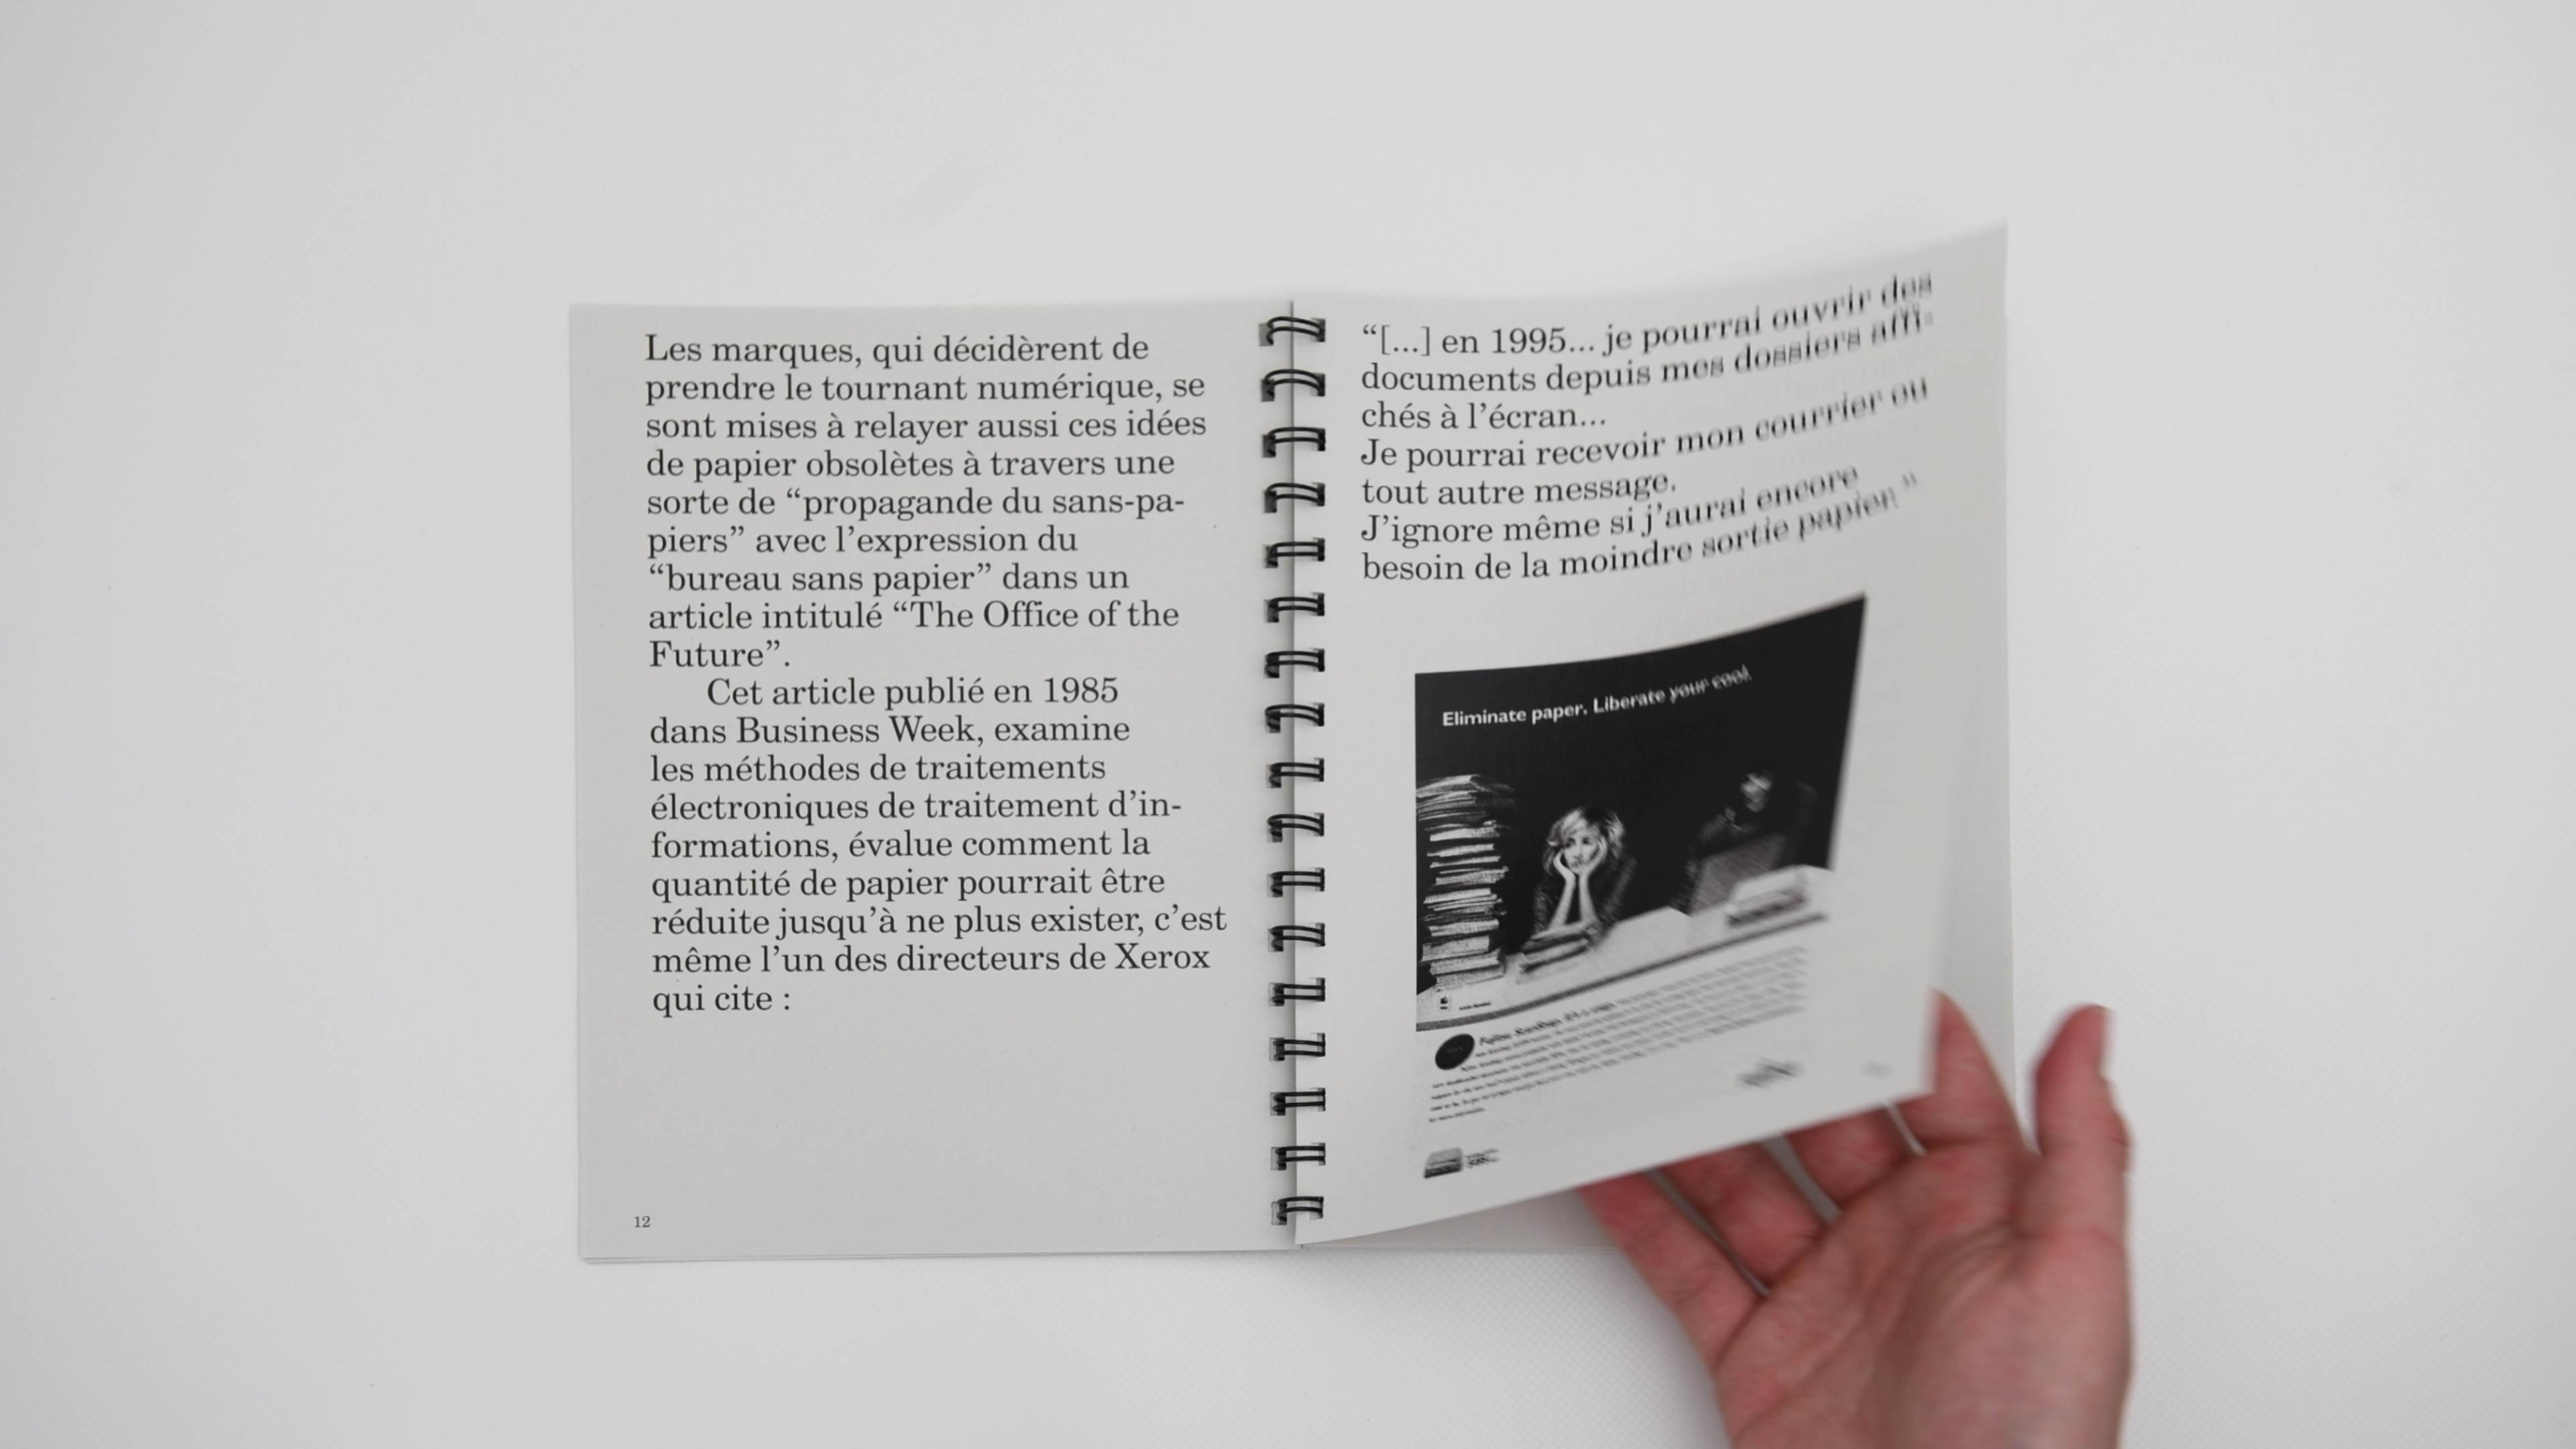 Les marques, qui décidèrent de
prendre le tournant numérique, se
sont mises à relayer aussi ces idées
de papier obsolètes à travers une
sorte de “propagande du sans-pa-
piers” avec l’expression du
“bureau sans papier” dans un
article intitulé “The Office of the
Future”.
Cet article publié en 1985
dans Business Week, examine
les méthodes de traitements
électroniques de traitement d’in-
formations, évalue comment la
quantité de papier pourrait être
réduite jusqu’à ne plus exister, c’est
même l’un des directeurs de Xerox
qui cite :
12
“[...] en 1995... je pourrai ouvrir des
documents depuis mes dossiers affi-
chés à l’écran...
Je pourrai recevoir mon courrier ou
tout autre message.
J’ignore même si j’aurai encore
besoin de la moindre sortie papier.”
Eliminate paper. Liberate your cool.